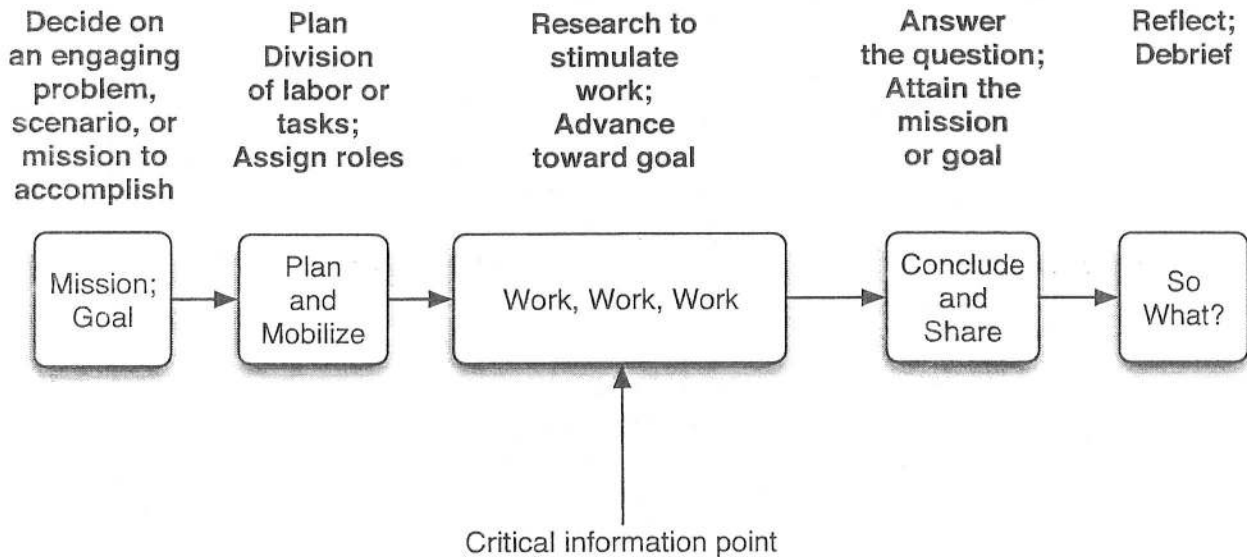 Decide on
an engaging
problem,
scenario, or
mission to
accomplish
Plan
Division
of labor or
tasks;
Assign roles
Research to
stimulate
work;
Advance
toward goal
Answer
the question;
Attain the
mission
or goal
Reflect;
Debrief
Mission;
Goal
Plan
and
Mobilize
Work, Work, Work
Conclude
and
Share
So
What?
Critical information point